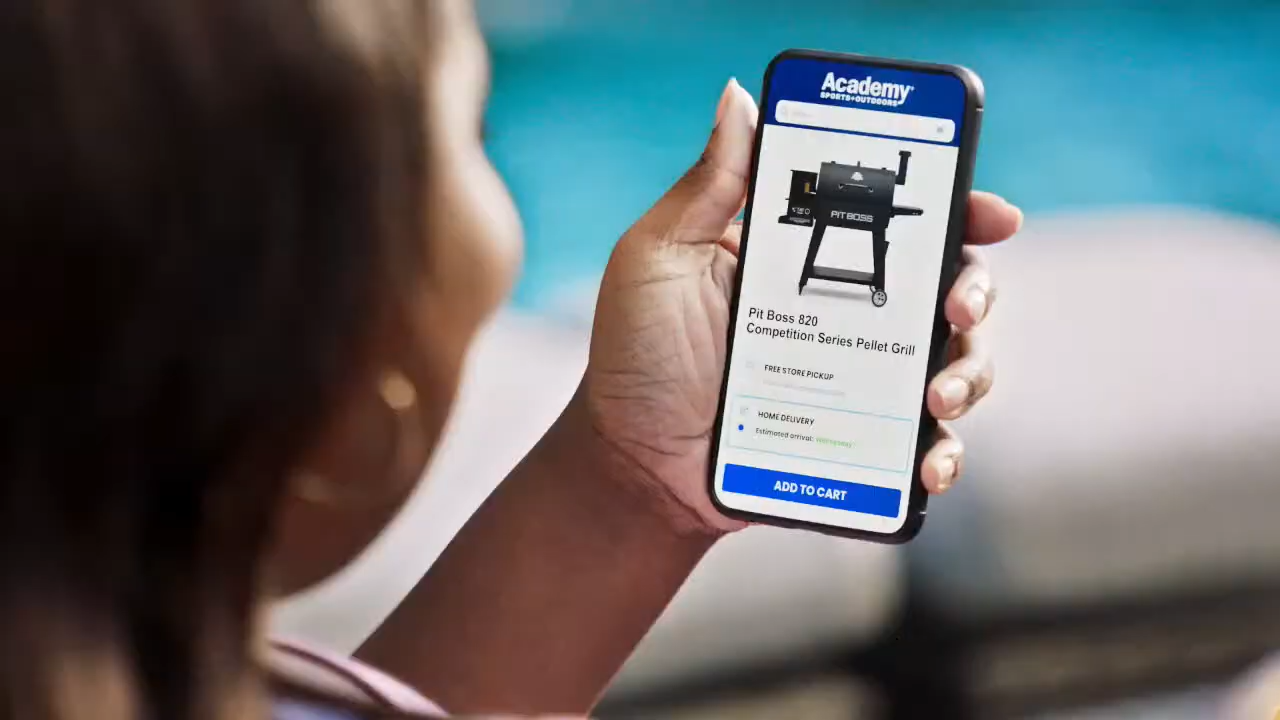 Academy
SPORTS+OUTDOORS
PIT BOSS
Pit Boss 820
Competition Series Pellet Grill
FREE STORE PICKUP
HOME DELIVERY
Estimated arrival:
ADD TO CART